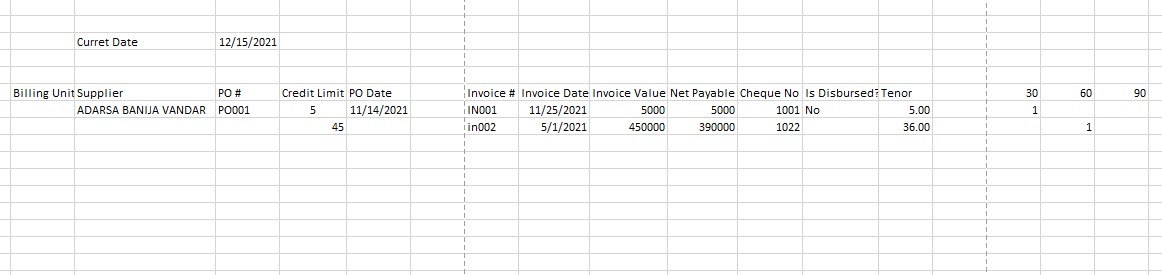 Curret Date 12/15/2021
Billing Unit Supplier PO # Credit Limit PO Date Invoice # Invoice Date Invoice Value Net Payable Cheque No Is Disbursed? Tenor 30 60 90
ADARSA BANIJA VANDAR PO001 5 11/14/2021 IN001 11/25/2021 5000 5000 1001 No 5.00 1
45 in002 5/1/2021 450000 390000 1022 36.00 1